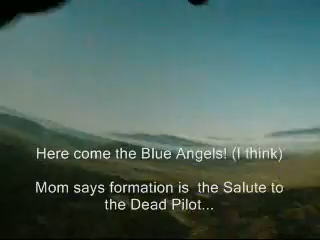 Here come the Blue Angels! (I think)
Mom says formation is  the Salute to
the Dead Pilot...